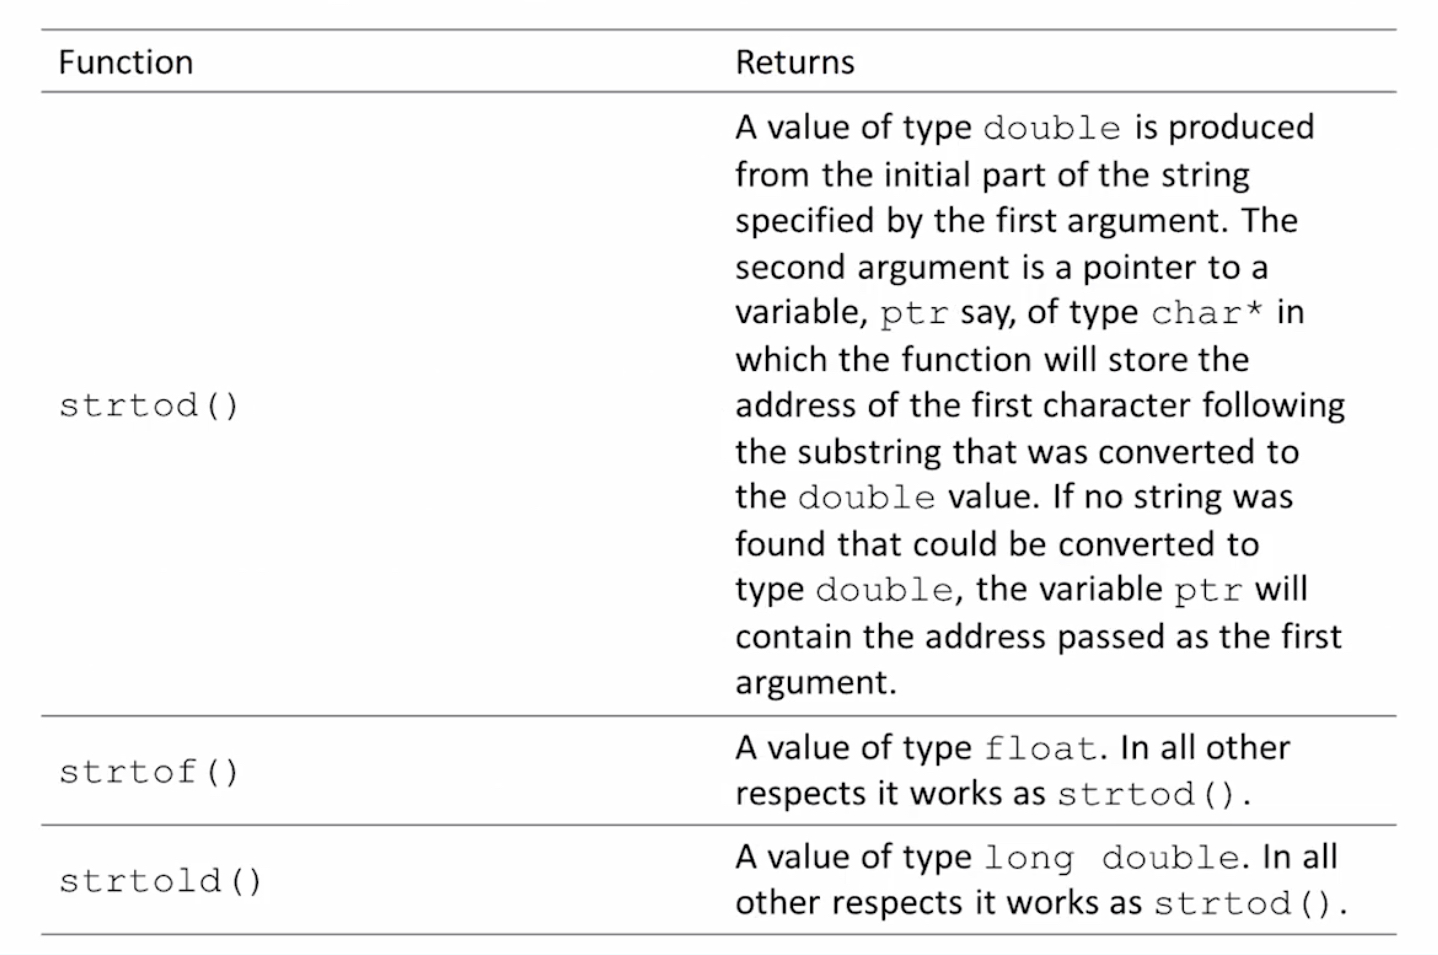 Function Returns
A value of type double is produced
from the initial part of the string
specified by the first argument. The
second argument is a pointer to a
variable, ptr say, of type char* in
which the function will store the
strtod() address of the first character following
the substring that was converted to
the double value. If no string was
found that could be converted to
type double, the variable ptr will
contain the address passed as the first
argument.
strtof() A value of type float. In all other
respects it works as strtod().
strtold() A value of type long double. In all
other respects it works as strtod().